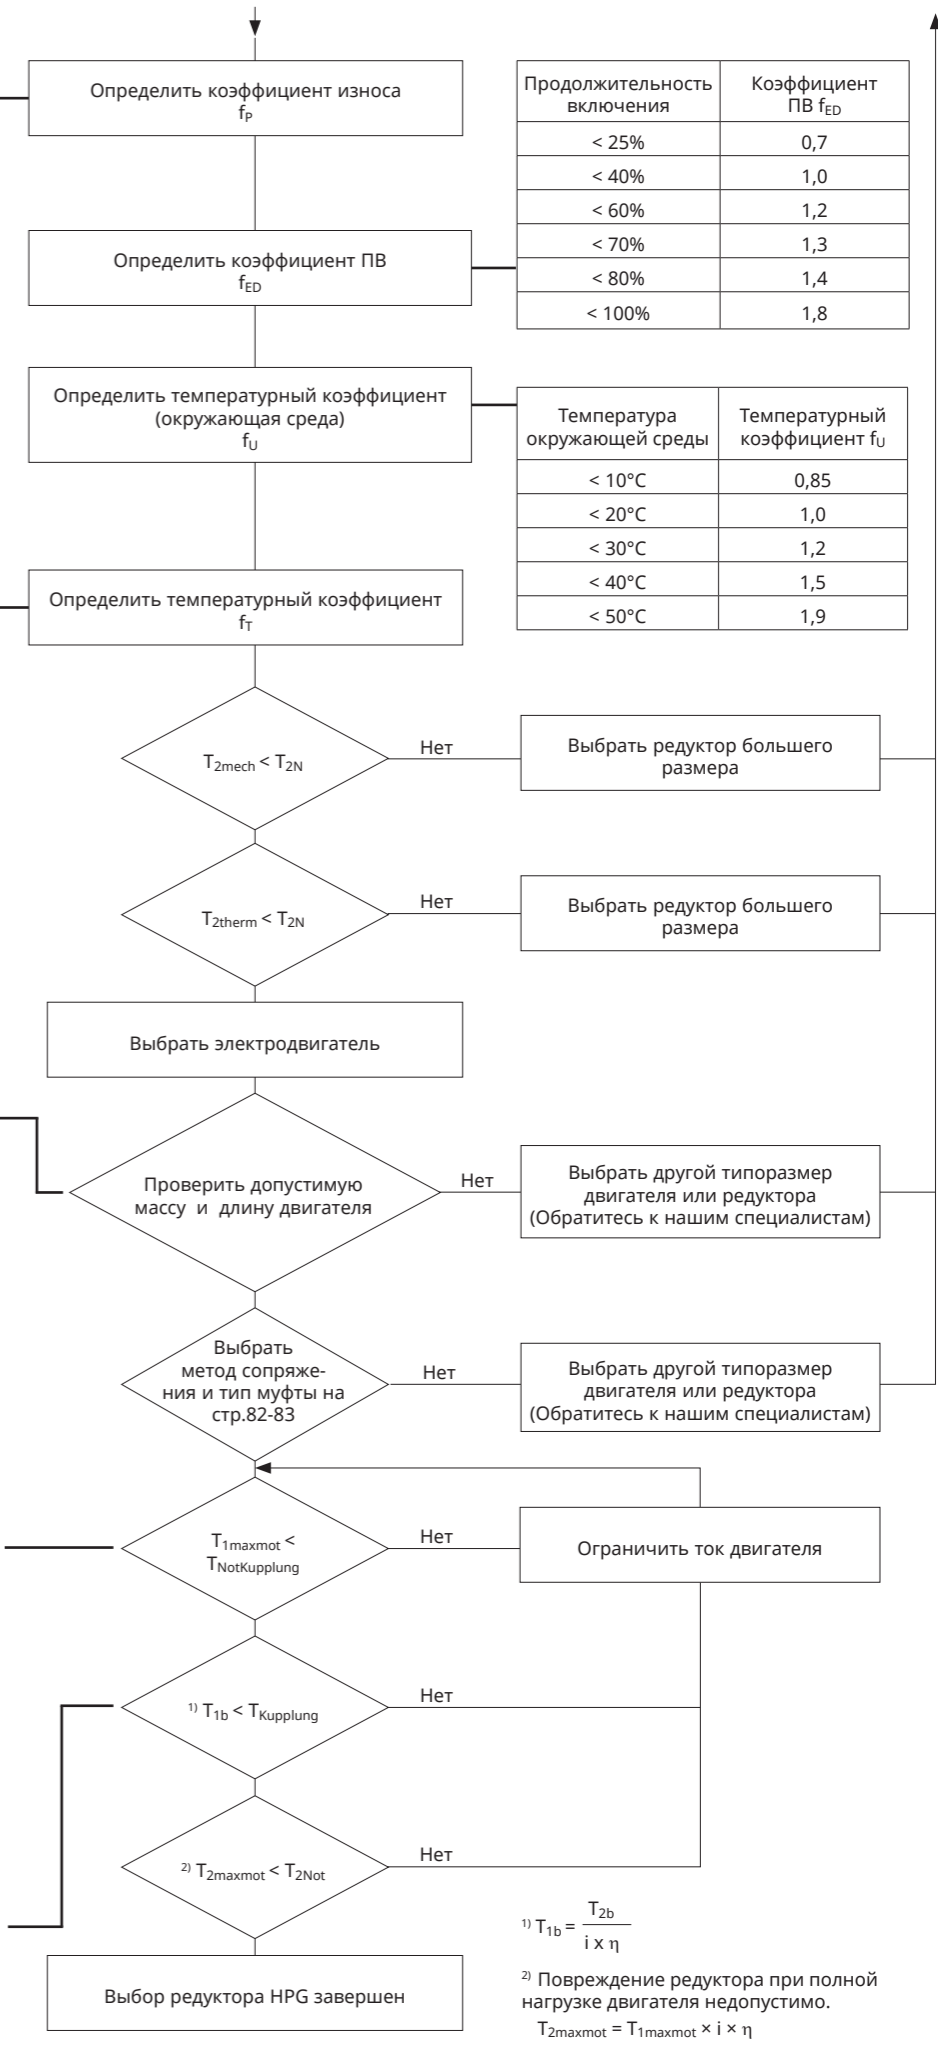 Определить коэффициент износа
fP
Продолжительность включения
Коэффициент ПВ fED
< 25%
0,7
< 40%
1,0
< 60%
1,2
< 70%
1,3
< 80%
1,4
< 100%
1,8
Определить коэффициент ПВ
fED
Определить температурный коэффициент
(окружающая среда)
fU
Температура окружающей среды
Температурный коэффициент fU
< 10°C
0,85
< 20°C
1,0
< 30°C
1,2
< 40°C
1,5
< 50°C
1,9
Определить температурный коэффициент
fT
T2mech < T2N
Нет
Выбрать редуктор большего
размера
T2therm < T2N
Нет
Выбрать редуктор большего
размера
Выбрать электродвигатель
Проверить допустимую
массу и длину двигателя
Нет
Выбрать другой типоразмер
двигателя или редуктора
(Обратитесь к нашим специалистам)
Выбрать
метод сопряже-
ния и тип муфты на
стр.82-83
Нет
Выбрать другой типоразмер
двигателя или редуктора
(Обратитесь к нашим специалистам)
T1maxmot <
TNotKupplung
Нет
Ограничить ток двигателя
1) T1b < TKupplung
Нет
2) T2maxmot < T2Not
Нет
Выбор редуктора HPG завершен
1) T1b = T2b / i x η
2) Повреждение редуктора при полной
нагрузке двигателя недопустимо.
T2maxmot = T1maxmot × i × η